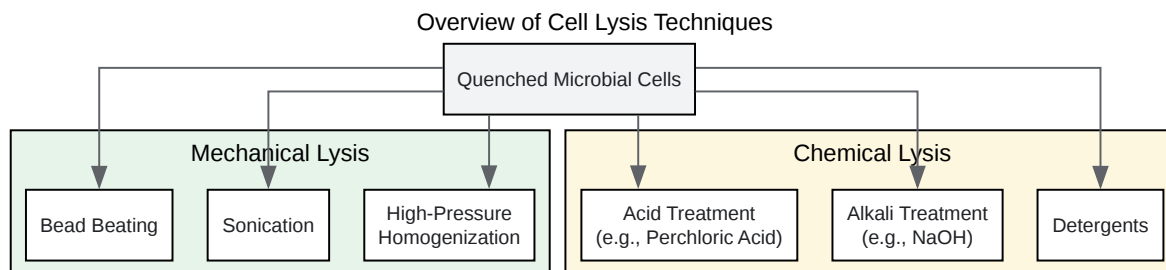 Overview of Cell Lysis Techniques
Quenched Microbial Cells
Mechanical Lysis
Bead Beating
Sonication
High-Pressure
Homogenization
Chemical Lysis
Acid Treatment
(e.g., Perchloric Acid)
Alkali Treatment
(e.g., NaOH)
Detergents